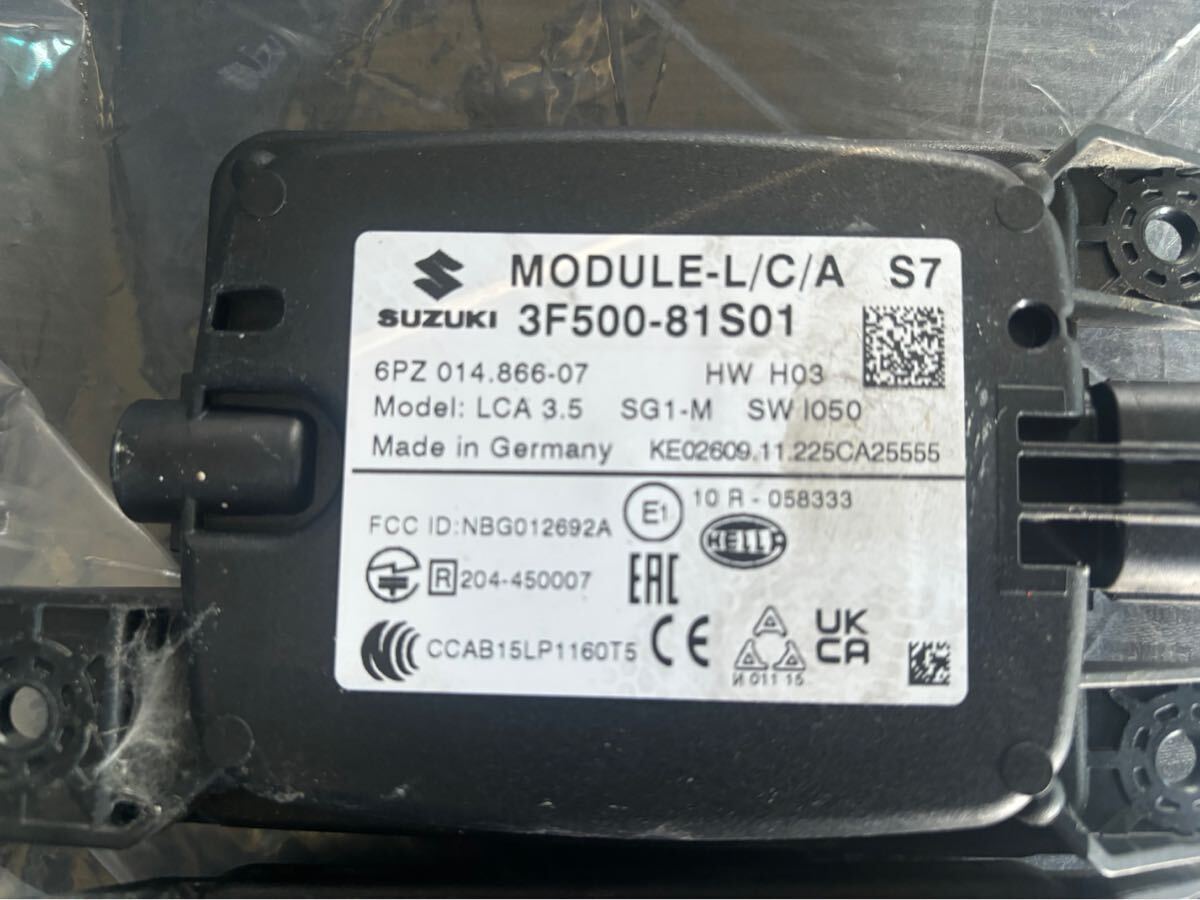 MODULE-L/C/A S7
SUZUKI 3F500-81S01
6PZ 014.866-07 HW H03
Model: LCA 3.5 SG1-M SW I050
Made in Germany KE02609.11.225CA25555
E1 10 R - 058333
FCC ID:NBG012692A
HELLA
R 204-450007 EAC
CCAB15LP1160T5 CE UK CA
И 011 15